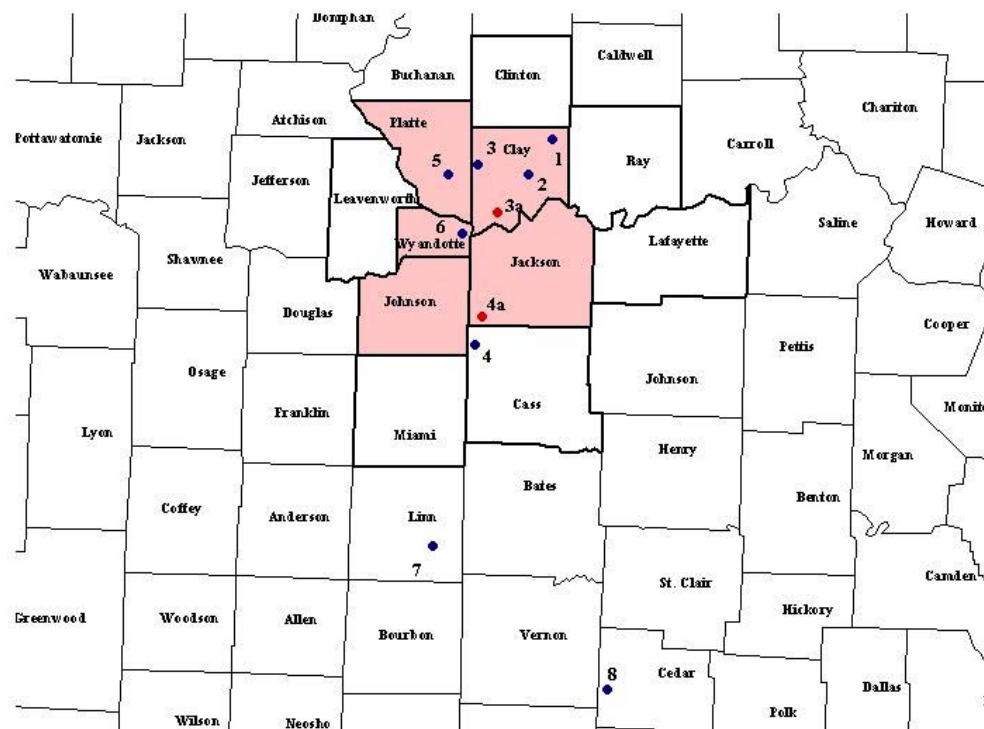 Doniphan
Caldwell
Buchanan
Clinton
Chariton
Platte
Atchison
Pottawatomie
Jackson
Carroll
3
Clay
1
Ray
5
2
Jefferson
Leavenworth
3a
Saline
Howard
6
Wyandotte
Lafayette
Shawnee
Jackson
Wabaunsee
Johnson
4a
Douglas
Cooper
4
Pettis
Osage
Johnson
Cass
Franklin
Monit
Lyon
Miami
Henry
Morgan
Bates
Benton
Coffey
Anderson
Linn
7
St. Clair
Camden
Hickory
Greenwood
Woodson
Allen
Bourbon
Vernon
8
Cedar
Dallas
Polk
Wilson
Neosho